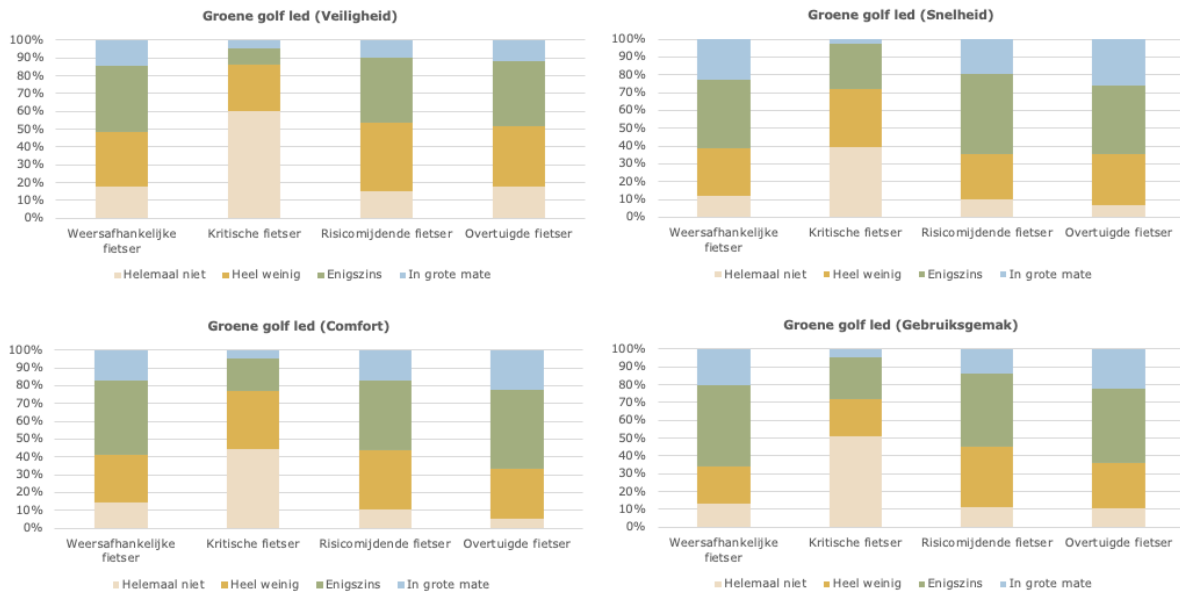 Groene golf led (Veiligheid)
100%
90%
80%
70%
60%
50%
40%
30%
20%
10%
0%
Weersafhankelijke fietser
Kritische fietser
Risicomijdende fietser
Overtuigde fietser
Helemaal niet
Heel weinig
Enigszins
In grote mate
Groene golf led (Snelheid)
100%
90%
80%
70%
60%
50%
40%
30%
20%
10%
0%
Weersafhankelijke fietser
Kritische fietser
Risicomijdende fietser
Overtuigde fietser
Helemaal niet
Heel weinig
Enigszins
In grote mate
Groene golf led (Comfort)
100%
90%
80%
70%
60%
50%
40%
30%
20%
10%
0%
Weersafhankelijke fietser
Kritische fietser
Risicomijdende fietser
Overtuigde fietser
Helemaal niet
Heel weinig
Enigszins
In grote mate
Groene golf led (Gebruiksgemak)
100%
90%
80%
70%
60%
50%
40%
30%
20%
10%
0%
Weersafhankelijke fietser
Kritische fietser
Risicomijdende fietser
Overtuigde fietser
Helemaal niet
Heel weinig
Enigszins
In grote mate